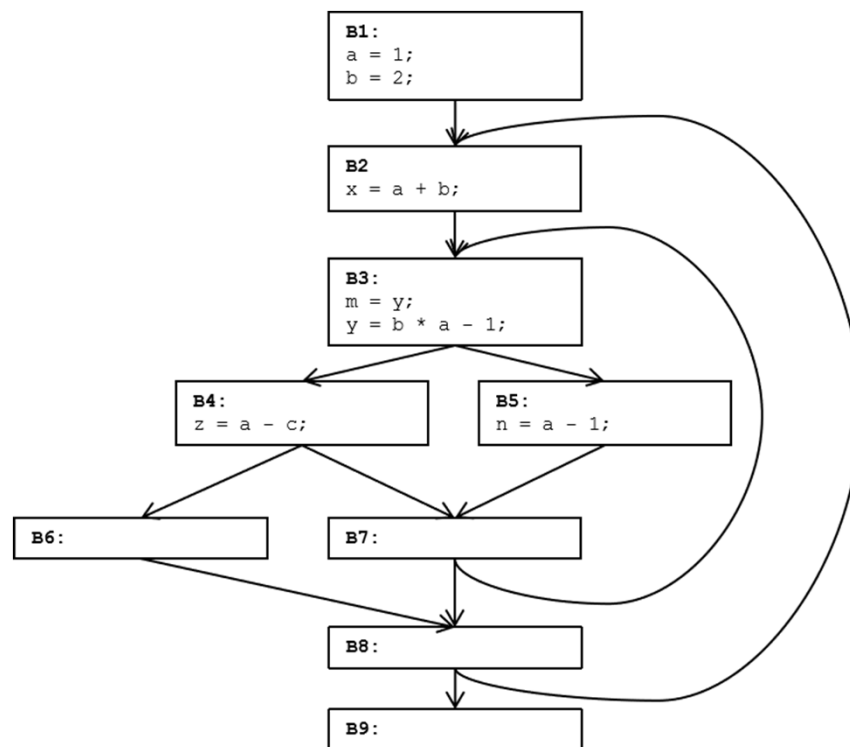 B1:
a = 1;
b = 2;
B2
x = a + b;
B3:
m = y;
y = b * a - 1;
B4:
z = a - c;
B5:
n = a - 1;
B6:
B7:
B8:
B9: